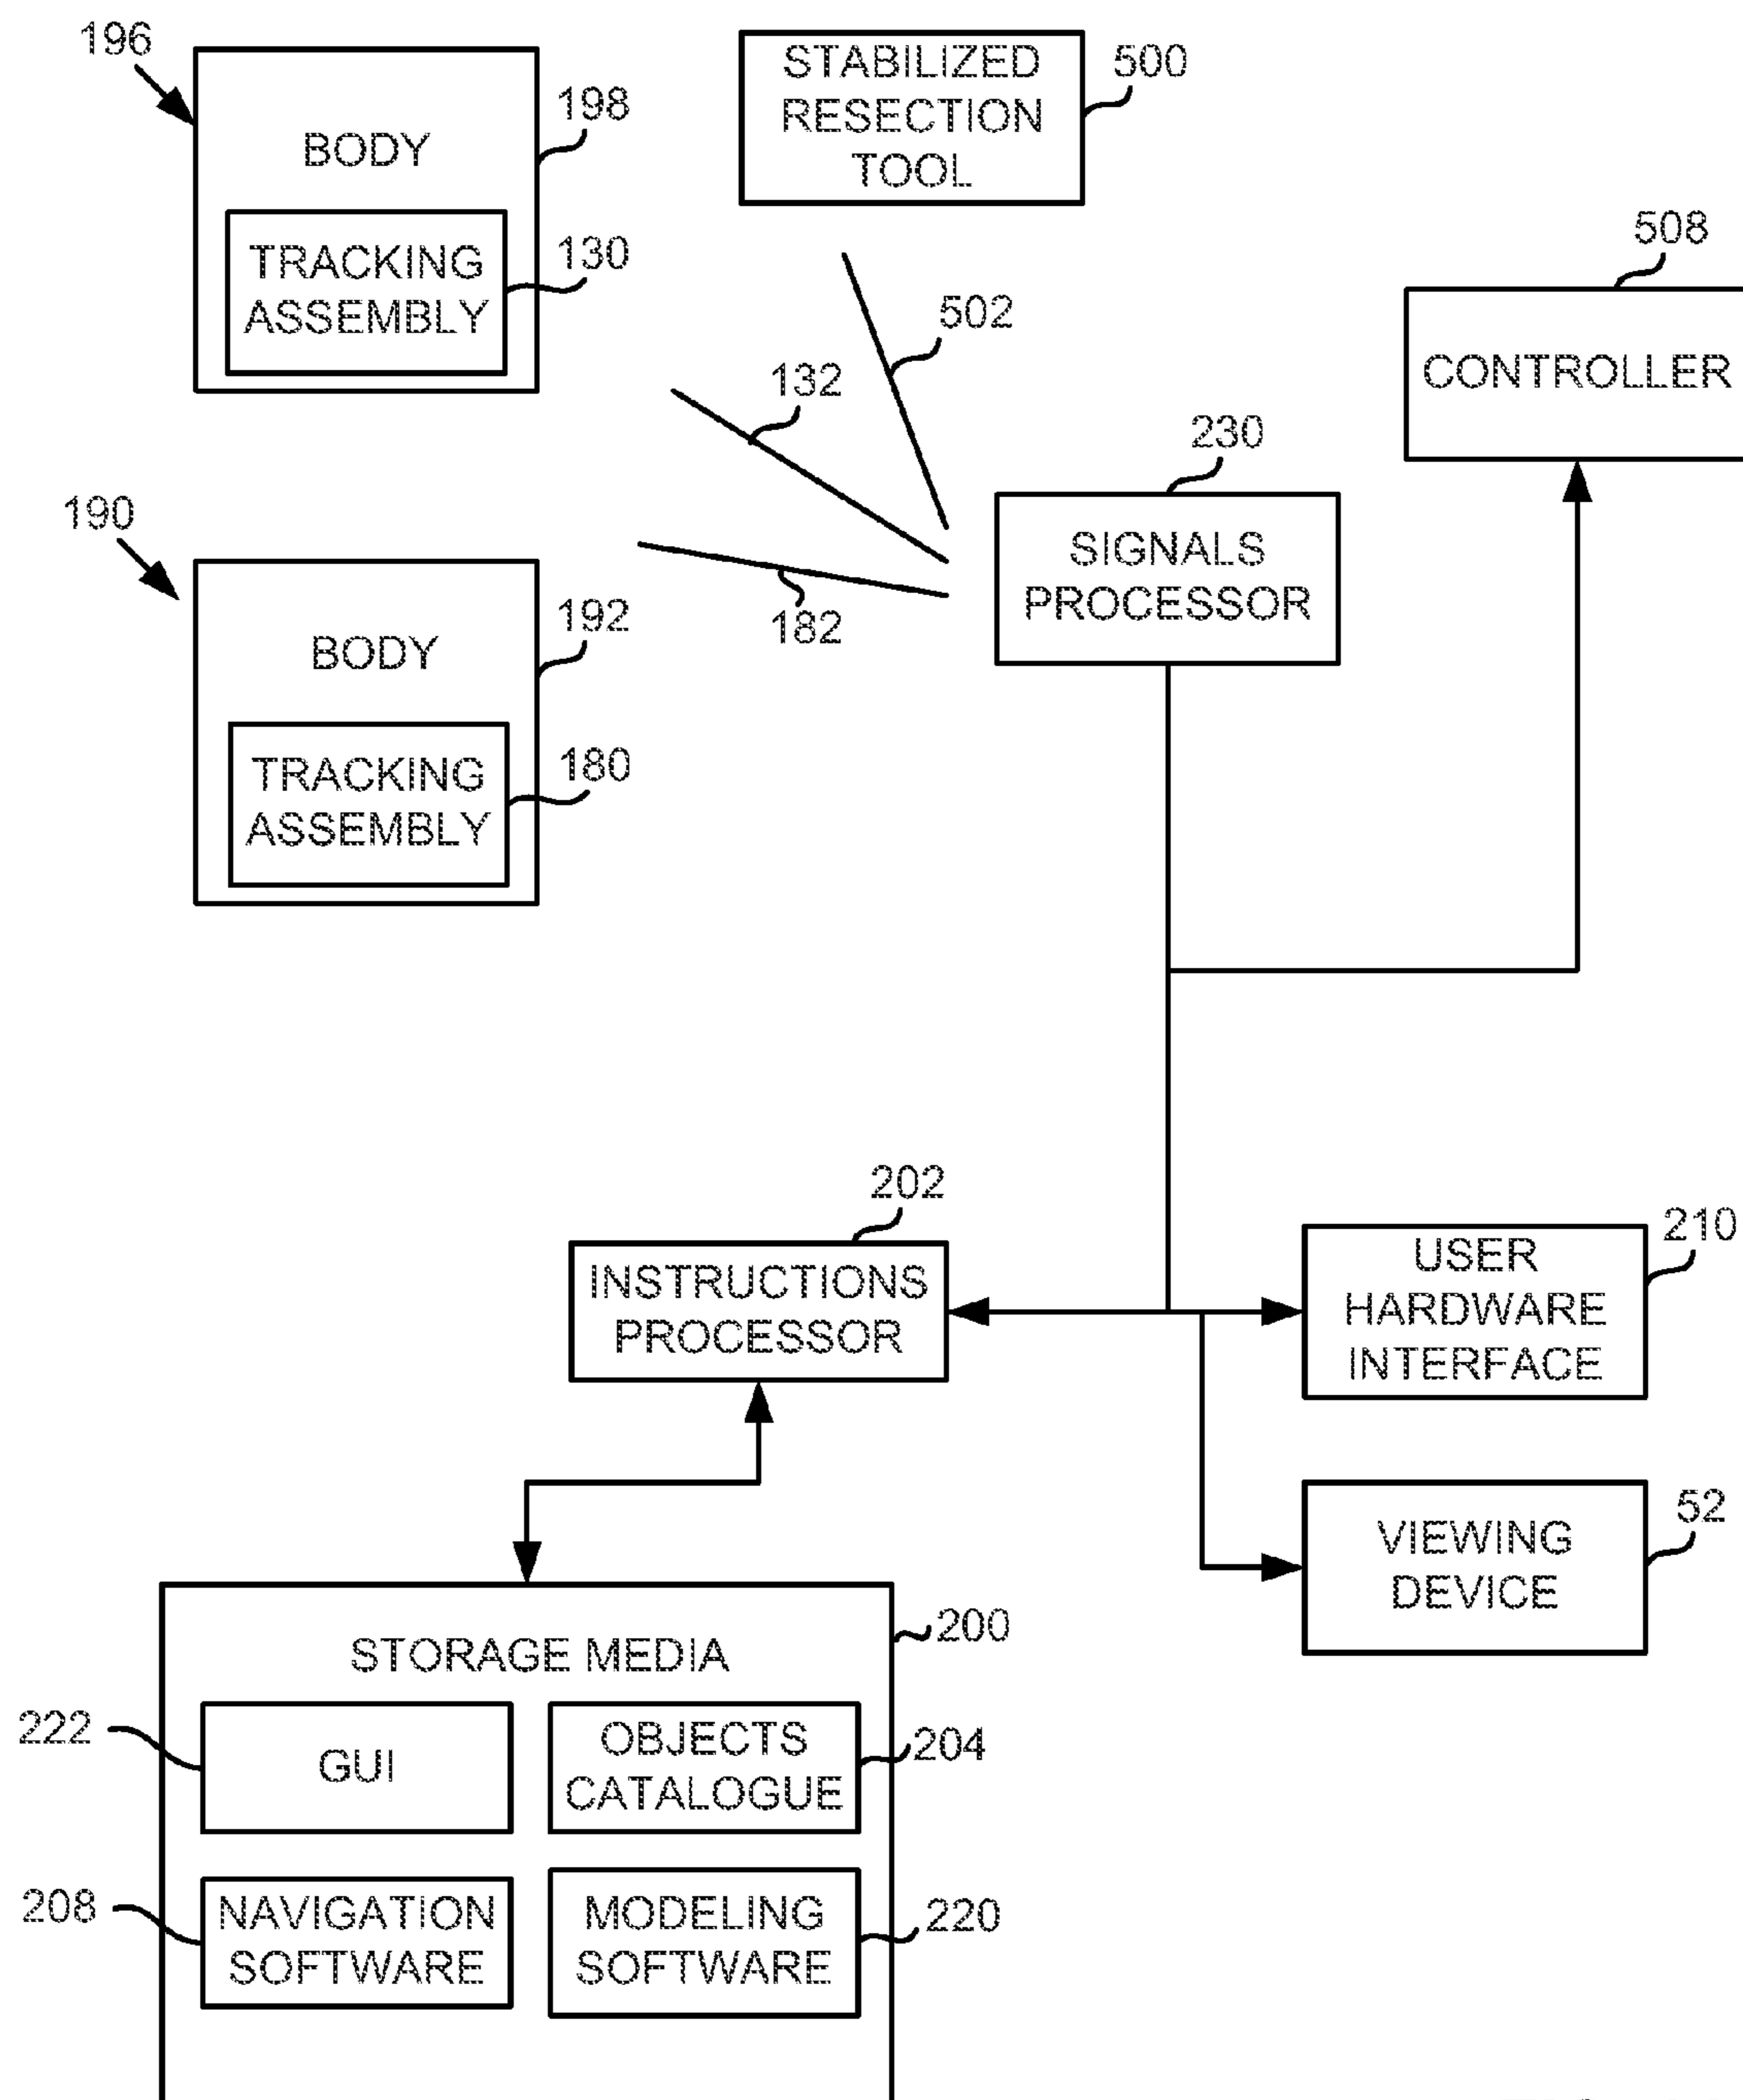 196
BODY
198
TRACKING
ASSEMBLY
130
STABILIZED
RESECTION
TOOL
500
502
132
182
508
CONTROLLER
230
SIGNALS
PROCESSOR
190
BODY
192
TRACKING
ASSEMBLY
180
202
INSTRUCTIONS
PROCESSOR
USER
HARDWARE
INTERFACE
210
VIEWING
DEVICE
52
STORAGE MEDIA
200
222
GUI
OBJECTS
CATALOGUE
204
208
NAVIGATION
SOFTWARE
MODELING
SOFTWARE
220